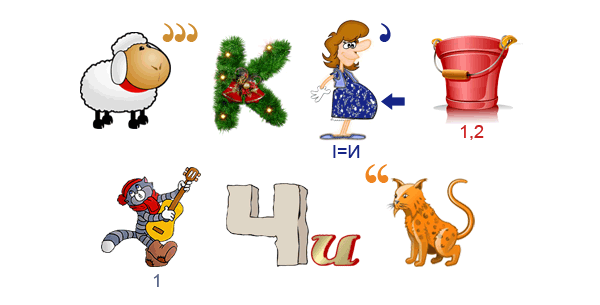 ,,, К ,
1,2
I=И
Чи ,,
1